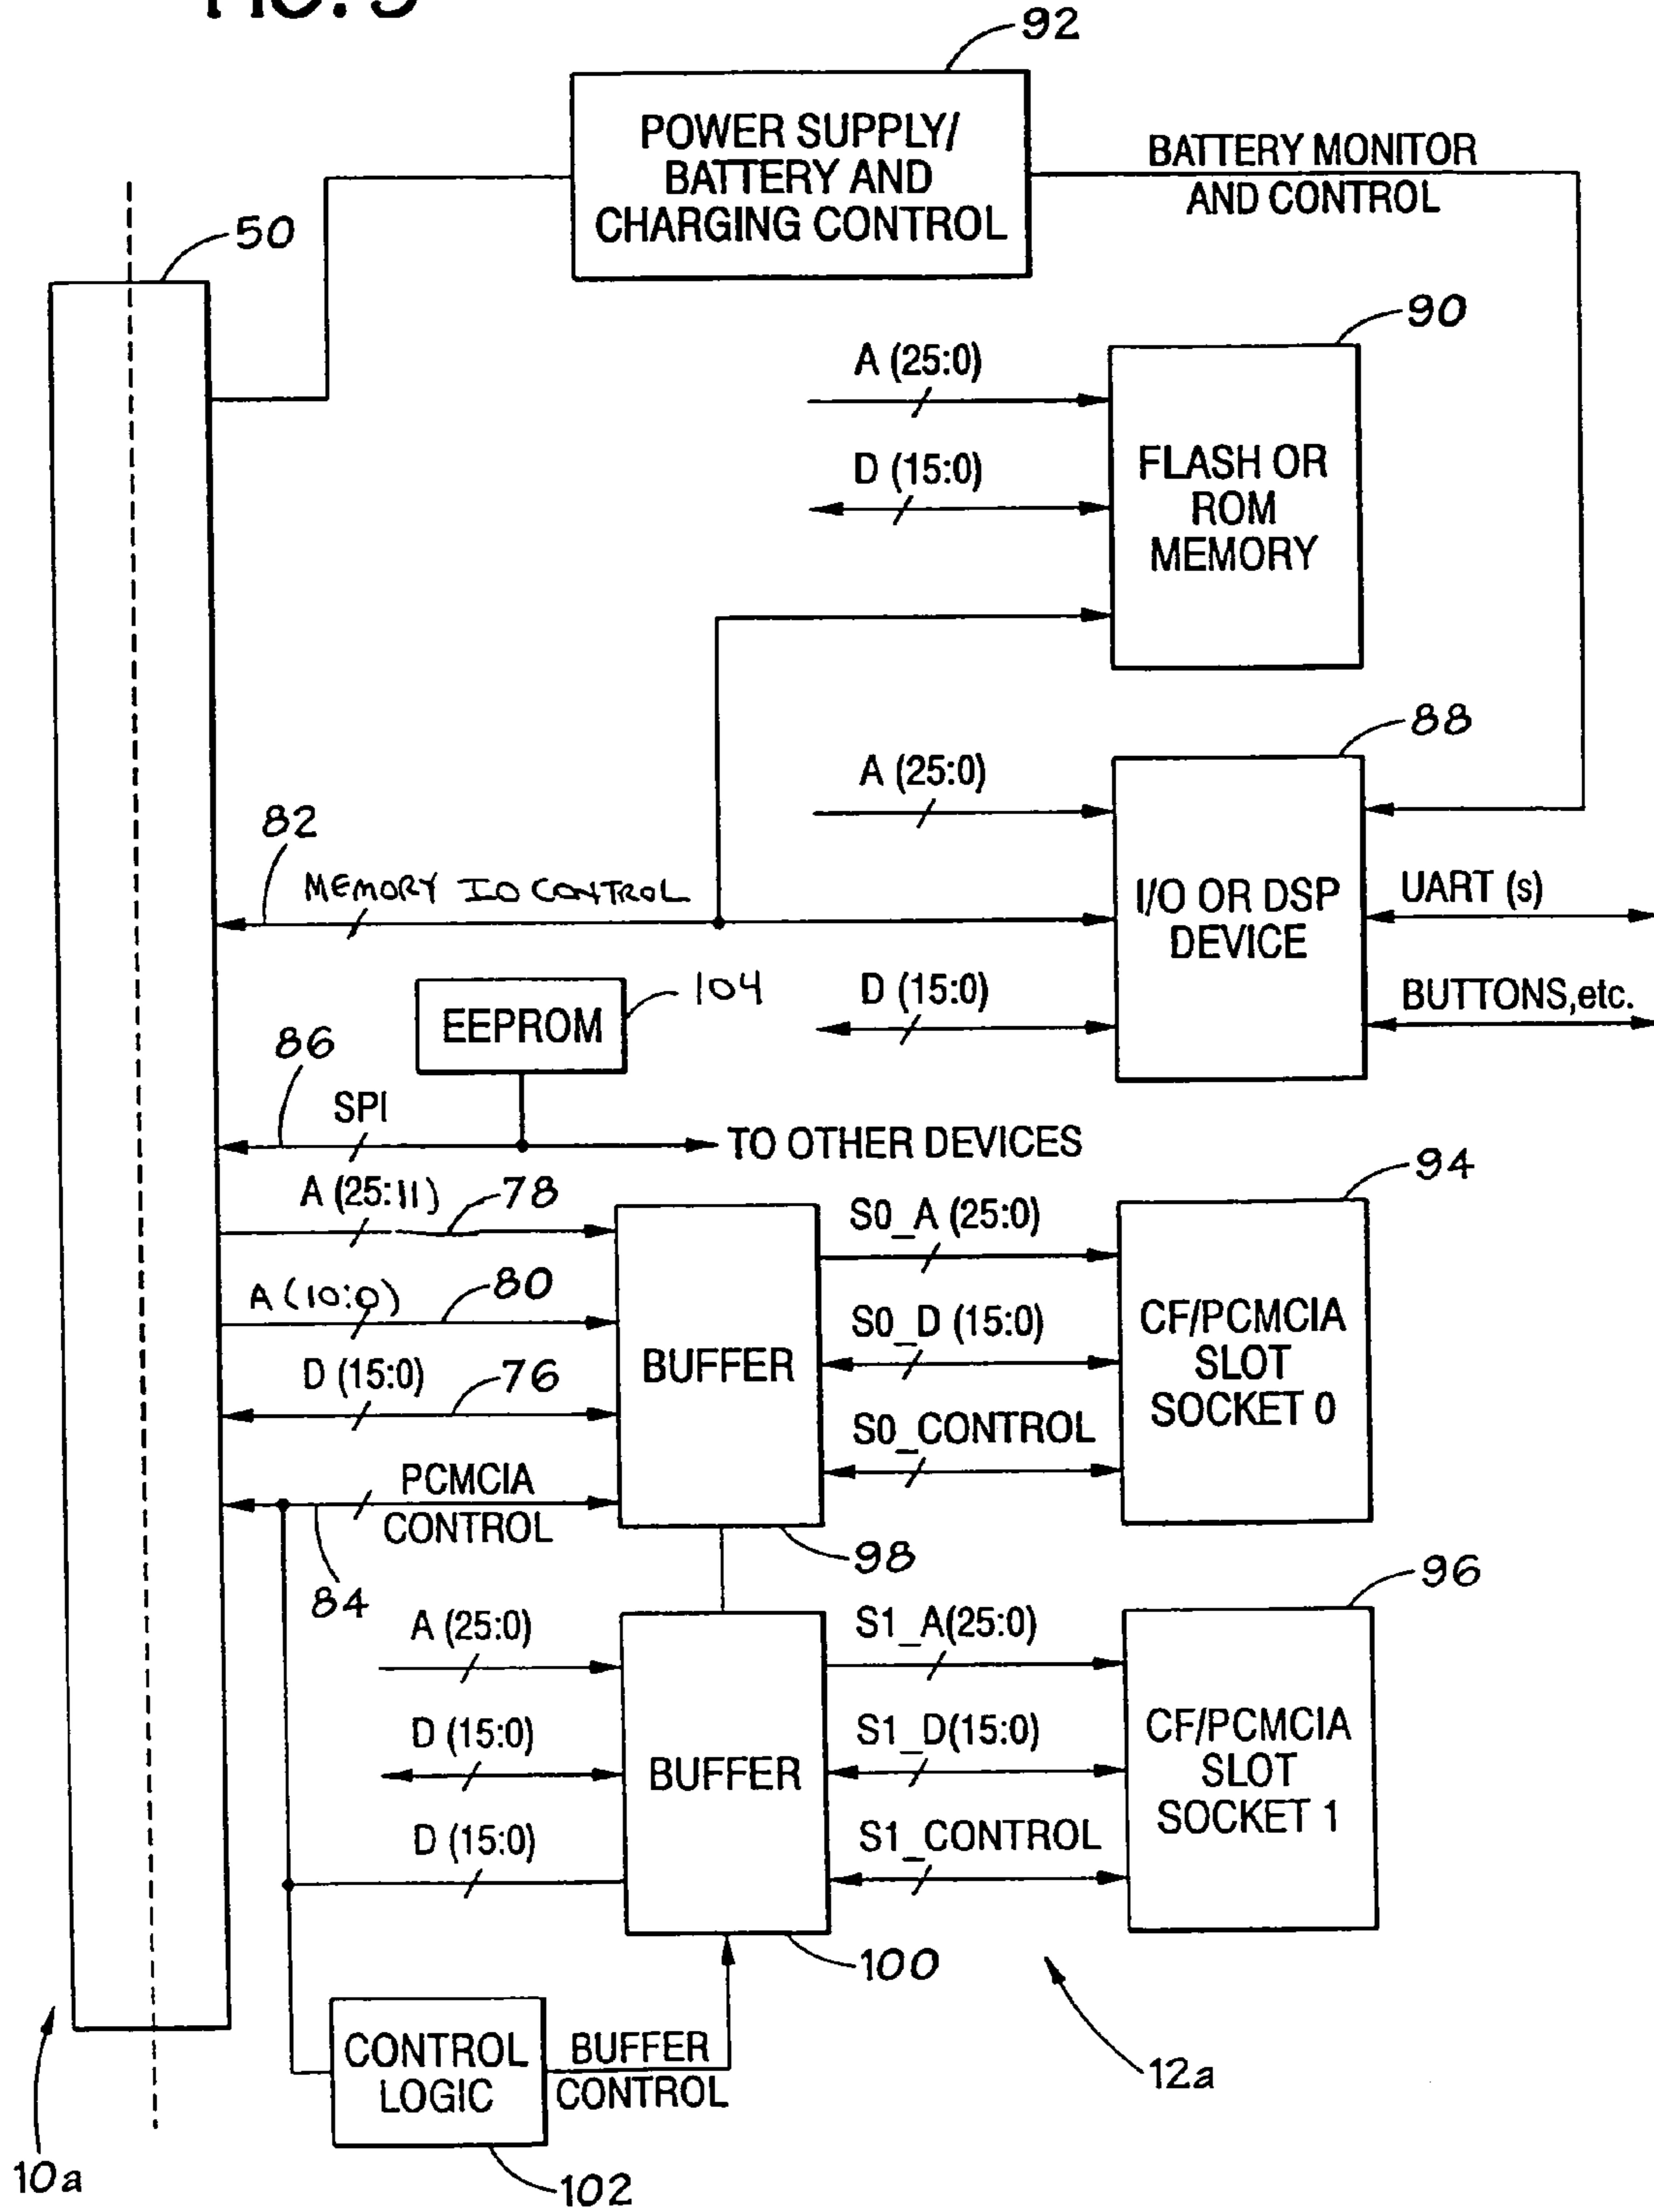 FIG. 5
92
POWER SUPPLY/
BATTERY AND
CHARGING CONTROL
BATTERY MONITOR
AND CONTROL
50
90
A (25:0)
D (15:0)
FLASH OR
ROM
MEMORY
88
A (25:0)
82
MEMORY IO CONTROL
I/O OR DSP
DEVICE
UART (s)
D (15:0)
BUTTONS,etc.
EEPROM
104
86
SPI
TO OTHER DEVICES
94
A (25:11)
78
S0_A (25:0)
A (10:0)
80
S0_D (15:0)
BUFFER
CF/PCMCIA
SLOT
SOCKET 0
D (15:0)
76
S0_CONTROL
PCMCIA
CONTROL
98
84
96
A (25:0)
S1_A(25:0)
D (15:0)
S1_D(15:0)
BUFFER
CF/PCMCIA
SLOT
SOCKET 1
D (15:0)
S1_CONTROL
100
CONTROL
LOGIC
BUFFER
CONTROL
12a
10a
102